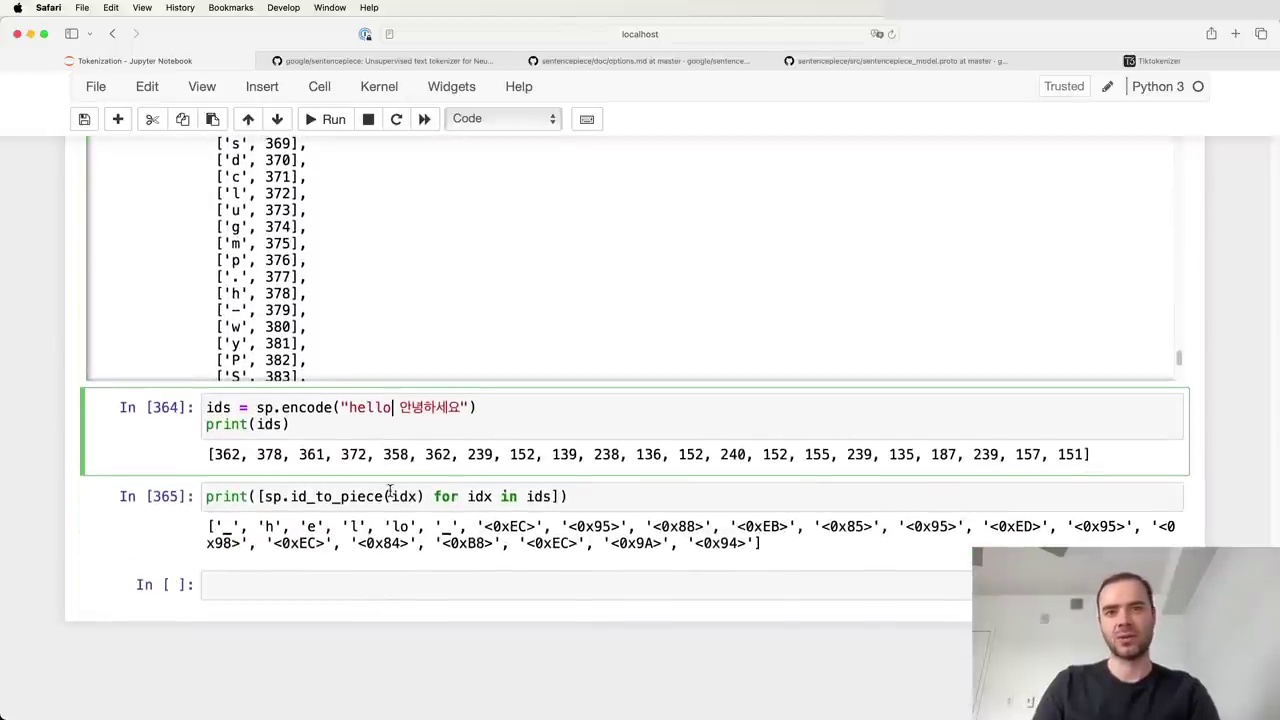 Safari File Edit View History Bookmarks Develop Window Help
localhost
Tokenization - Jupyter Notebook
google/sentencepiece: Unsupervised text tokenizer for Neu...
sentencepiece/doc/options.md at master · google/sentence...
sentencepiece/src/sentencepiece_model.proto at master · g...
T3 Tiktokenizer
File Edit View Insert Cell Kernel Widgets Help
Trusted Python 3
Run Code
['s', 369],
['d', 370],
['c', 371],
['l', 372],
['u', 373],
['g', 374],
['m', 375],
['p', 376],
['.', 377],
['h', 378],
['-', 379],
['w', 380],
['y', 381],
['P', 382],
['S', 383],
In [364]: ids = sp.encode("hello 안녕하세요")
print(ids)
[362, 378, 361, 372, 358, 362, 239, 152, 139, 238, 136, 152, 240, 152, 155, 239, 135, 187, 239, 157, 151]
In [365]: print([sp.id_to_piece(idx) for idx in ids])
['▁', 'h', 'e', 'l', 'lo', '▁', '<0xEC>', '<0x95>', '<0x88>', '<0xEB>', '<0x85>', '<0x95>', '<0xED>', '<0x95>', '<0
x98>', '<0xEC>', '<0x84>', '<0xB8>', '<0xEC>', '<0x9A>', '<0x94>']
In [ ]: